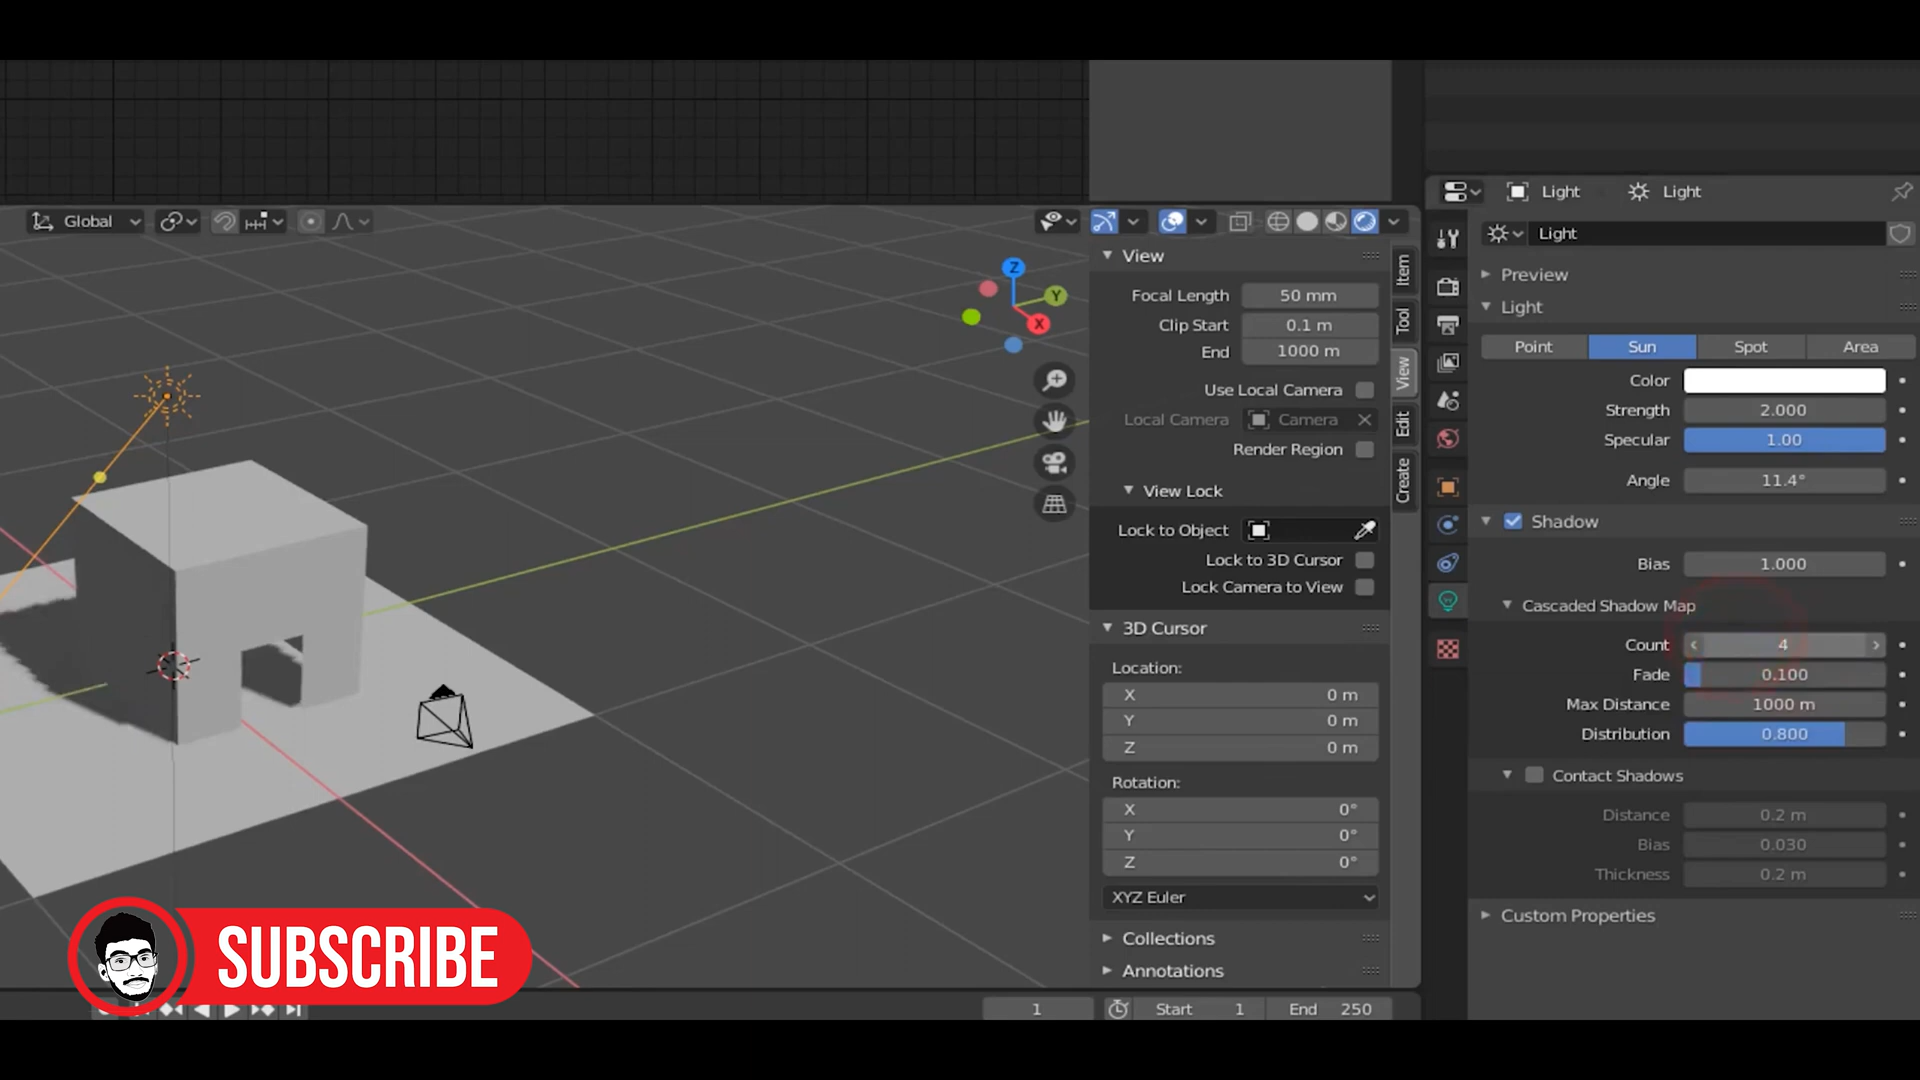 Light Light
Global
Light
View
Preview
Focal Length 50 mm
Clip Start 0.1 m
End 1000 m
Use Local Camera
Local Camera Camera
Render Region
View Lock
Lock to Object
Lock to 3D Cursor
Lock Camera to View
3D Cursor
Location:
X 0 m
Y 0 m
Z 0 m
Rotation:
X 0°
Y 0°
Z 0°
XYZ Euler
Collections
Annotations
Item
Tool
View
Edit
Create
Z
Y
X
Light
Point Sun Spot Area
Color
Strength 2.000
Specular 1.00
Angle 11.4°
Shadow
Bias 1.000
Cascaded Shadow Map
Count 4
Fade 0.100
Max Distance 1000 m
Distribution 0.800
Contact Shadows
Distance 0.2 m
Bias 0.030
Thickness 0.2 m
Custom Properties
SUBSCRIBE
1 Start 1 End 250